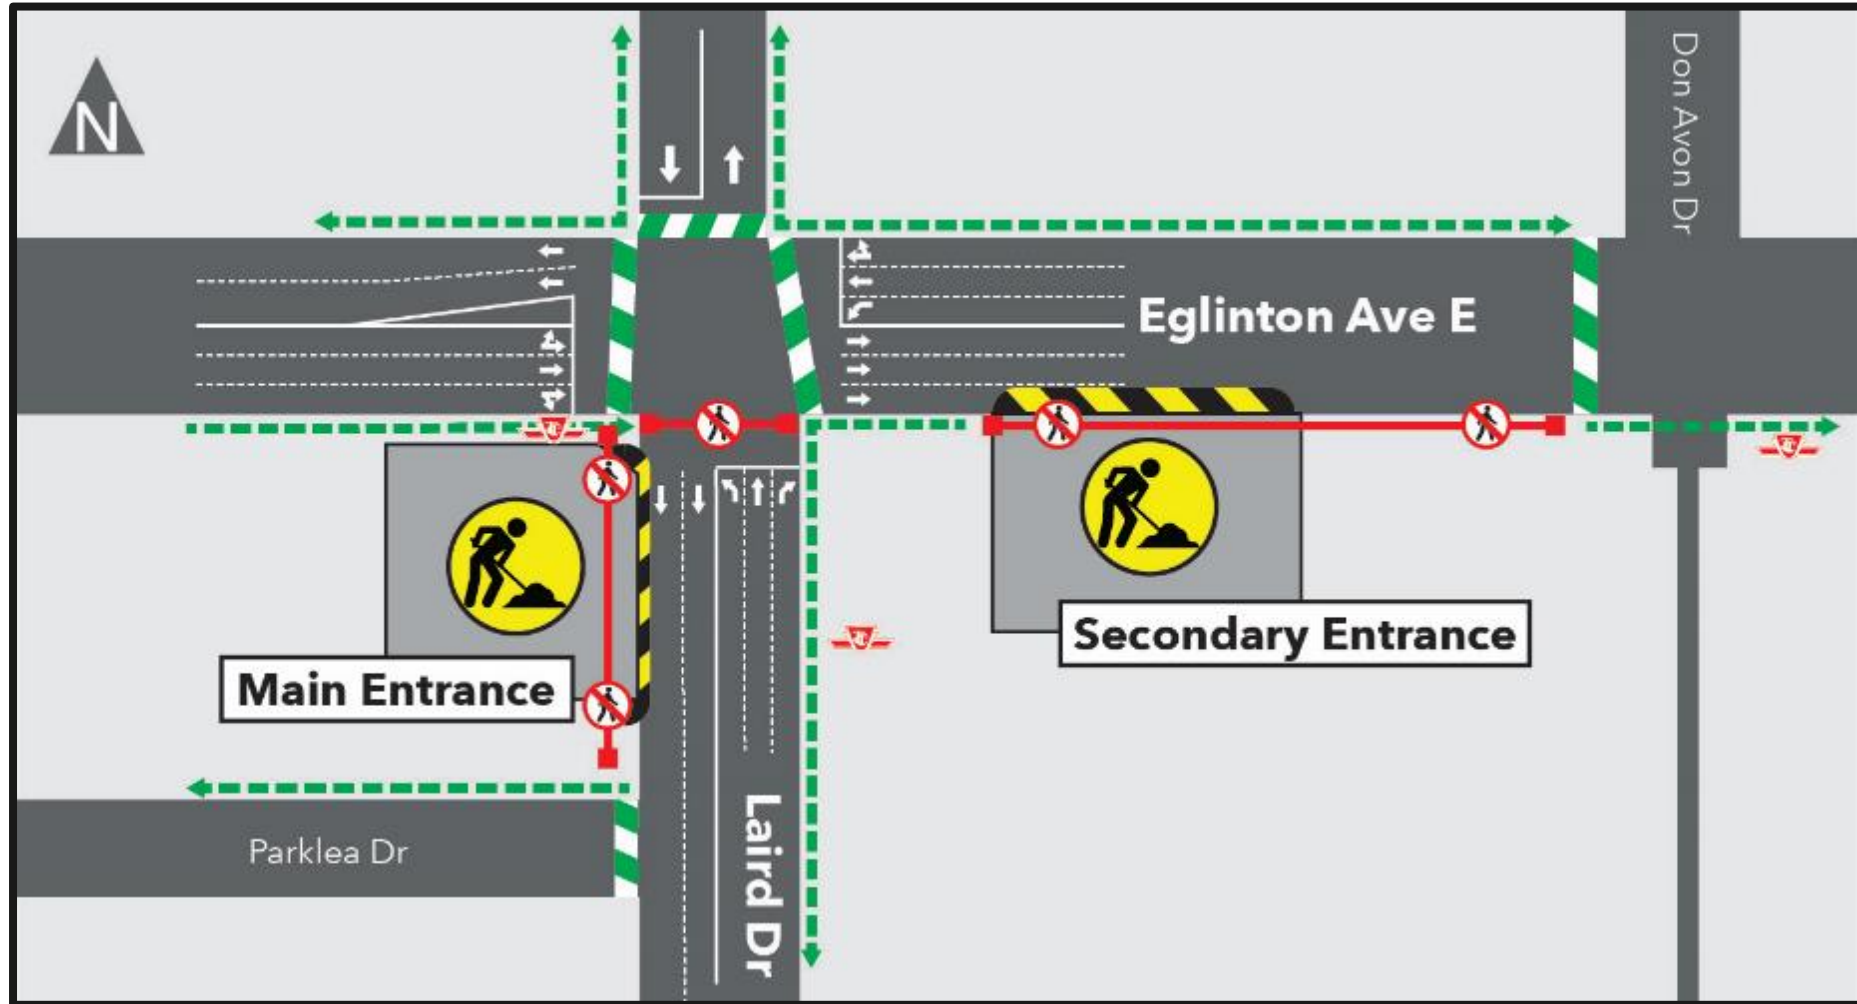 N
Don Avon Dr
Eglinton Ave E
Secondary Entrance
Main Entrance
Parklea Dr
Laird Dr